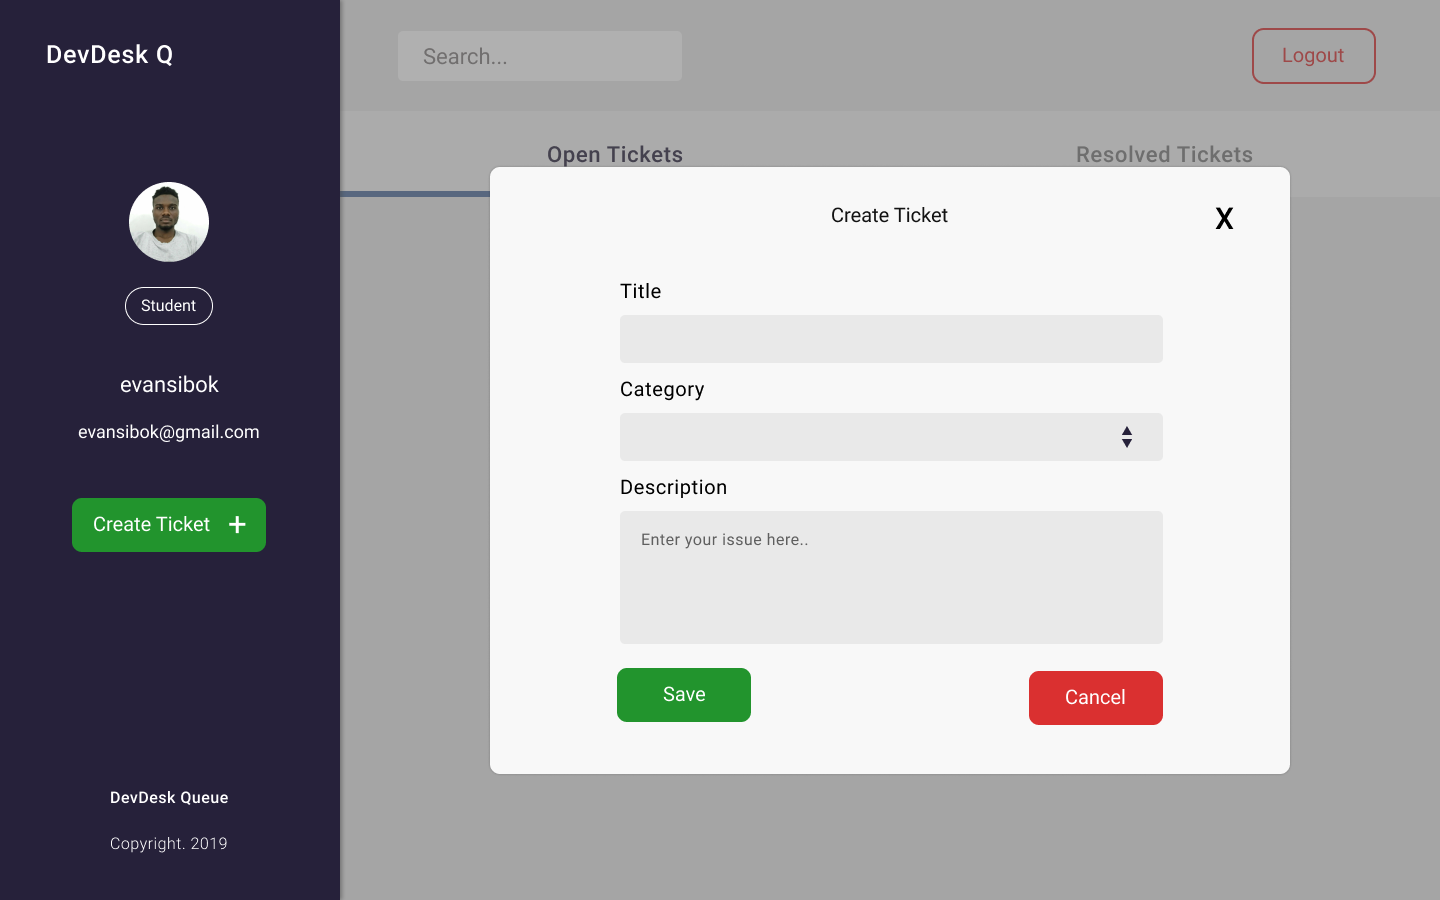 DevDesk Q
Search...
Logout
Open Tickets
Resolved Tickets
Student
evansibok
evansibok@gmail.com
Create Ticket +
Create Ticket
X
Title
Category
Description
Enter your issue here..
Save
Cancel
DevDesk Queue
Copyright. 2019